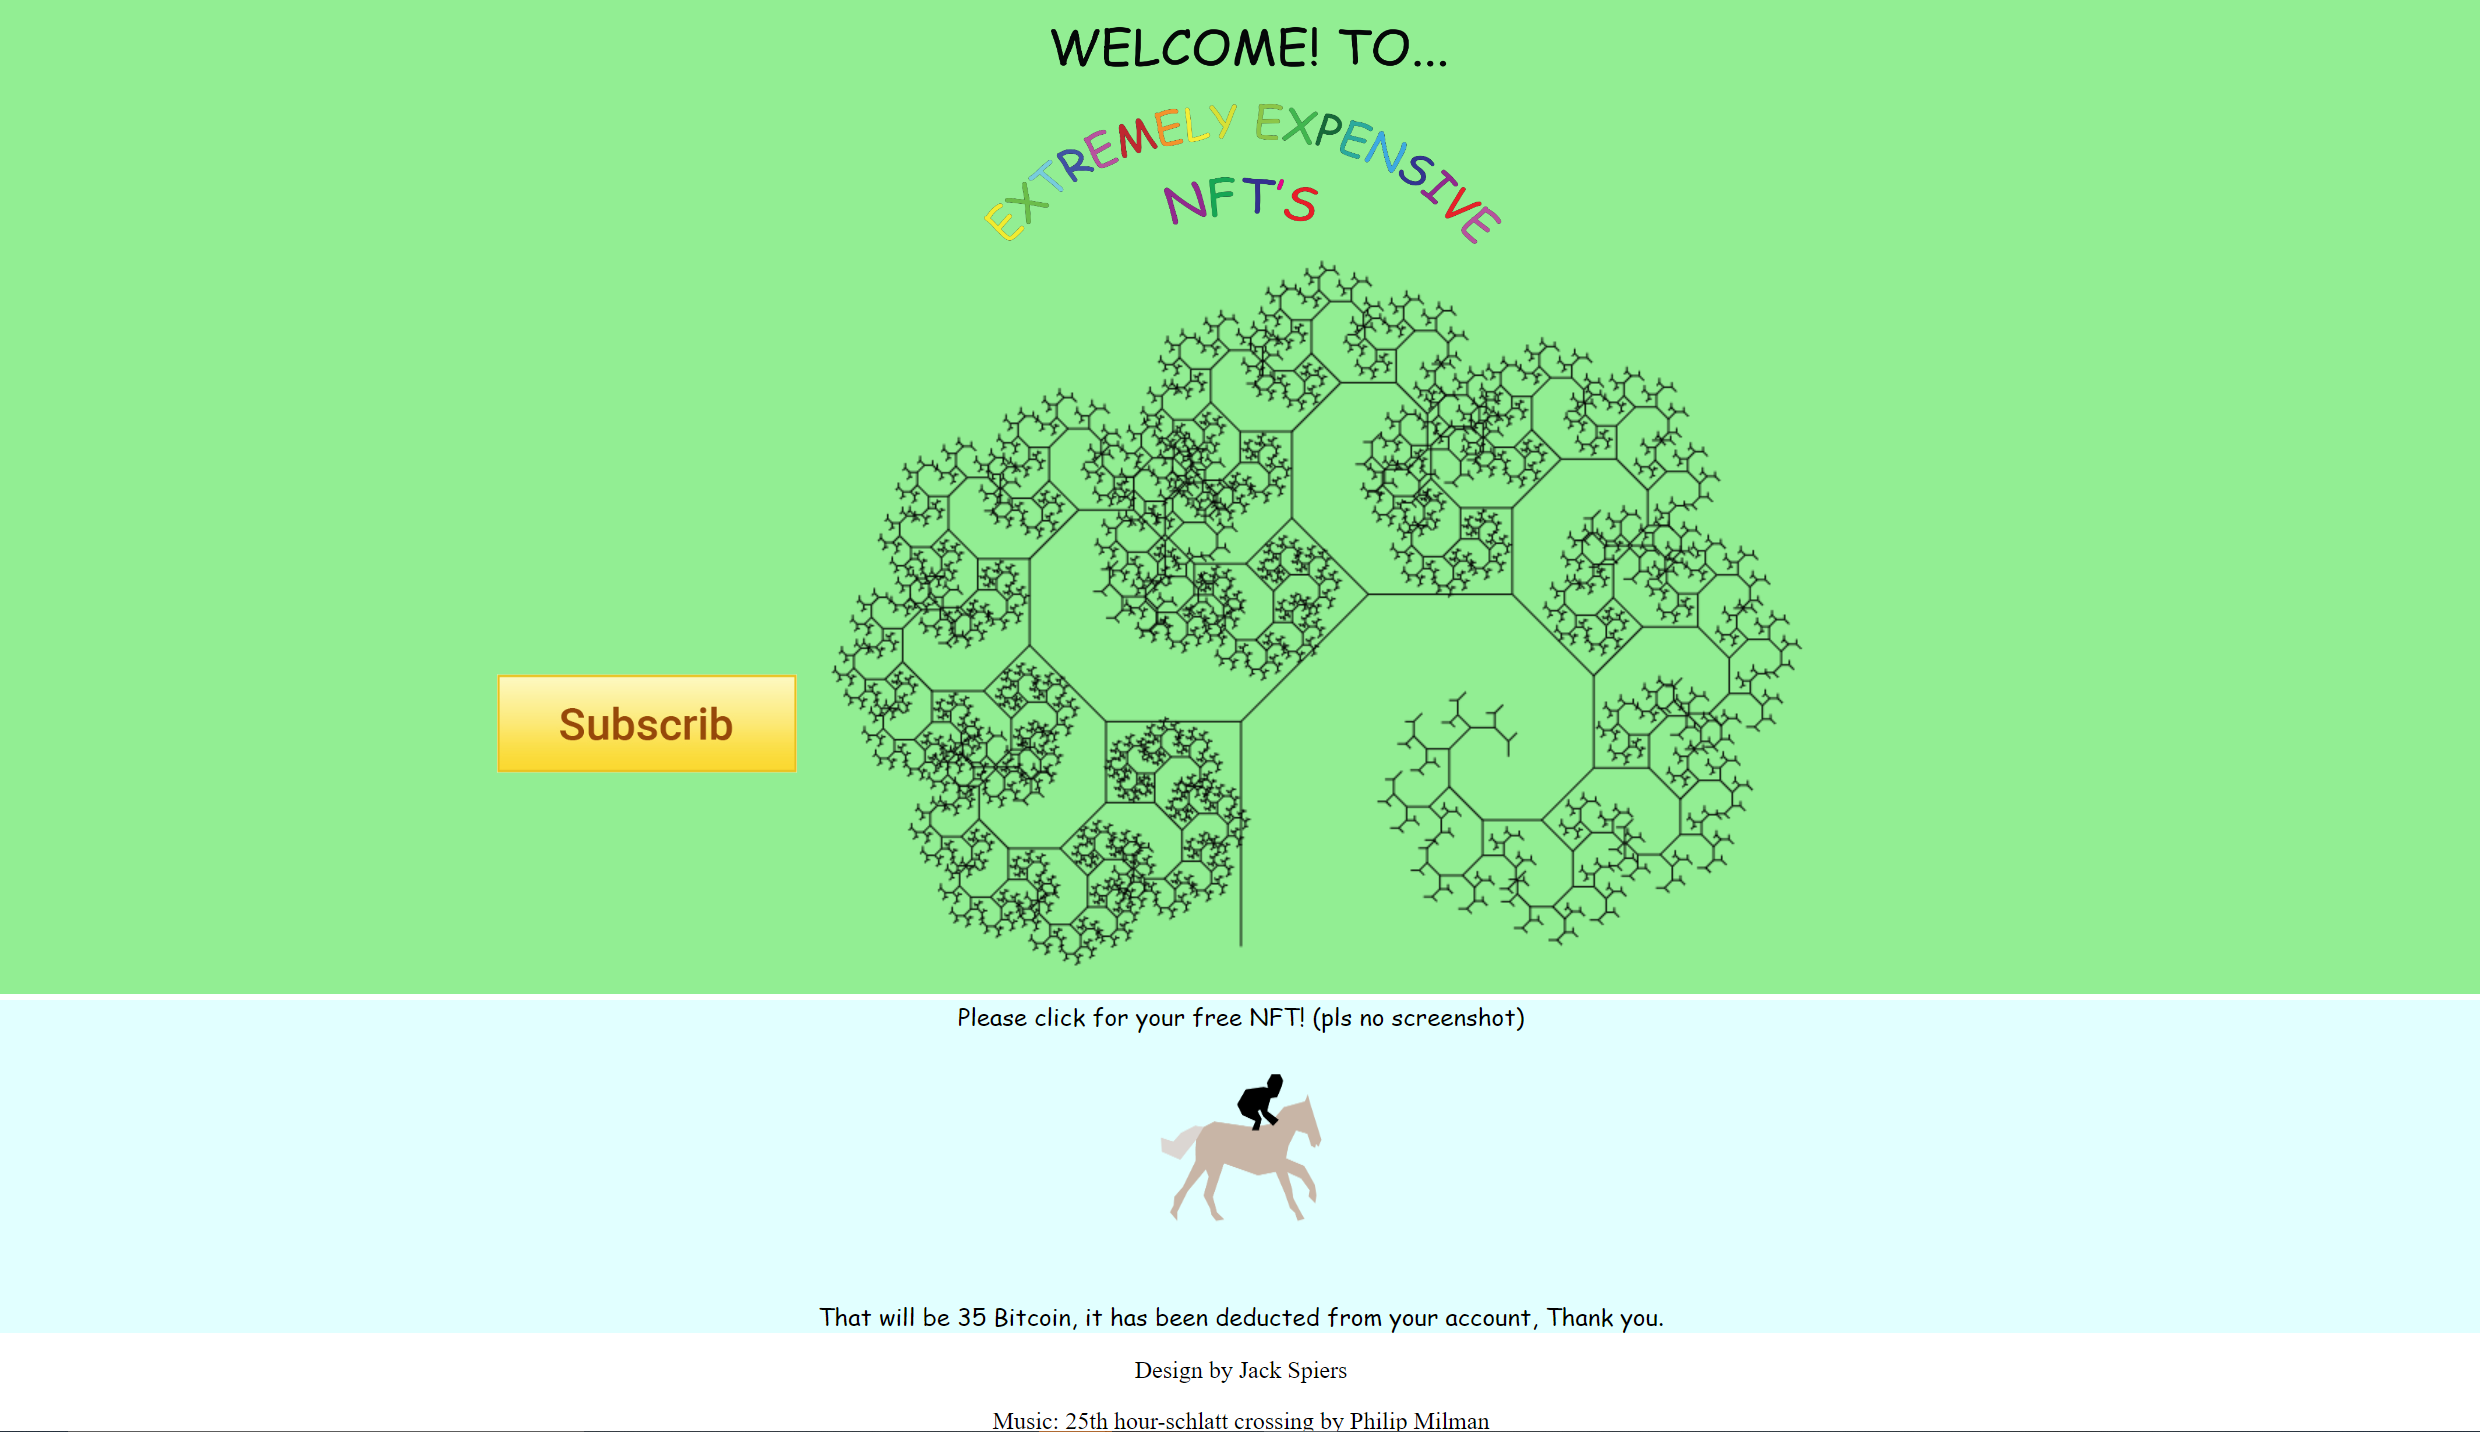 WELCOME! TO...
EXTREMELY EXPENSIVE
NFT'S
Subscrib
Please click for your free NFT! (pls no screenshot)
That will be 35 Bitcoin, it has been deducted from your account, Thank you.
Design by Jack Spiers
Music: 25th hour-schlatt crossing by Philip Milman